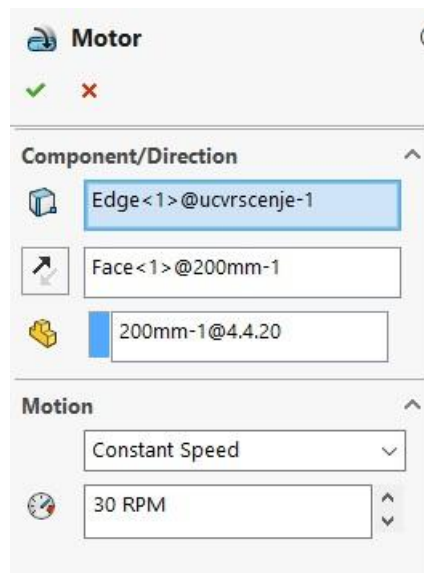 Motor
Component/Direction
Edge<1>@ucvrscenje-1
Face<1>@200mm-1
200mm-1@4.4.20
Motion
Constant Speed
30 RPM